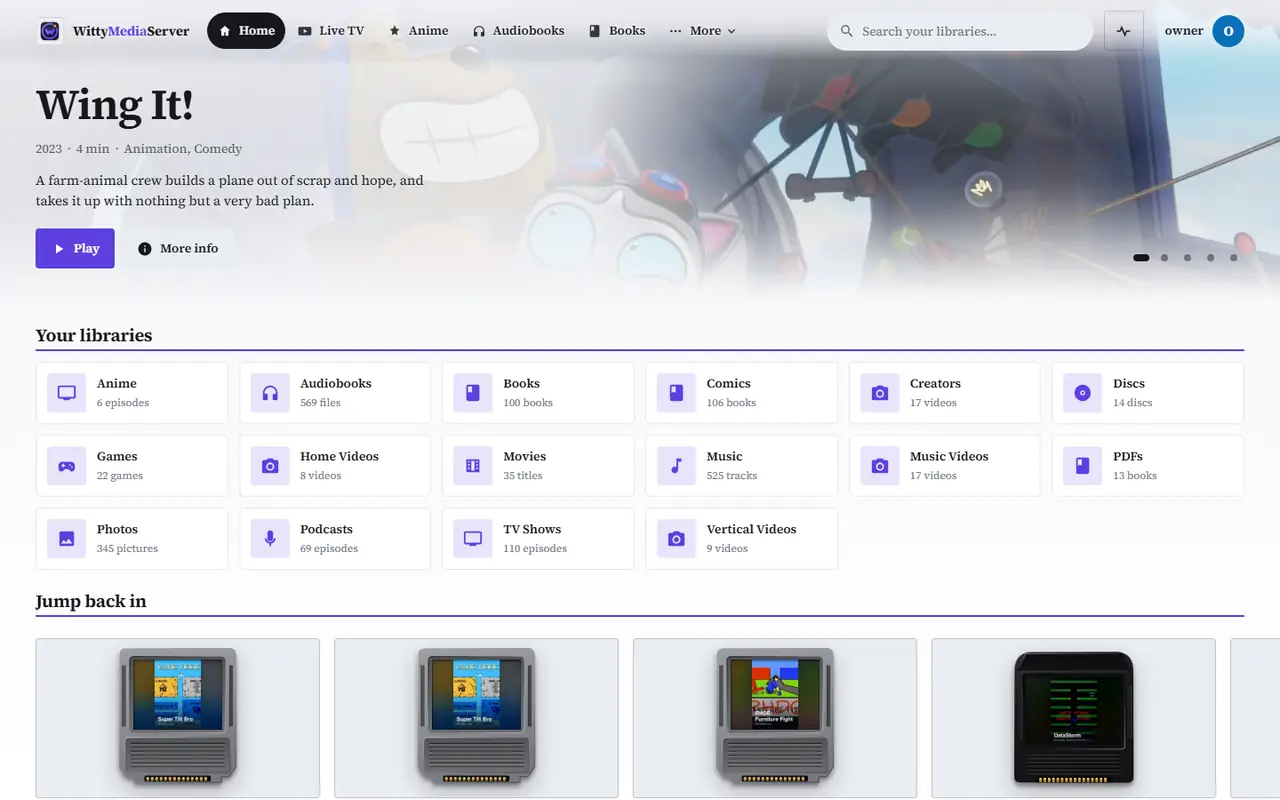 WittyMediaServer
Home
Live TV
Anime
Audiobooks
Books
More
Search your libraries...
owner
O
Wing It!
2023 · 4 min · Animation, Comedy
A farm-animal crew builds a plane out of scrap and hope, and
takes it up with nothing but a very bad plan.
Play
More info
Your libraries
Anime
6 episodes
Audiobooks
569 files
Books
100 books
Comics
106 books
Creators
17 videos
Discs
14 discs
Games
22 games
Home Videos
8 videos
Movies
35 titles
Music
525 tracks
Music Videos
17 videos
PDFs
13 books
Photos
345 pictures
Podcasts
69 episodes
TV Shows
110 episodes
Vertical Videos
9 videos
Jump back in
Super Tilt Bro
Super Tilt Bro
Furniture Fight
DataStorm